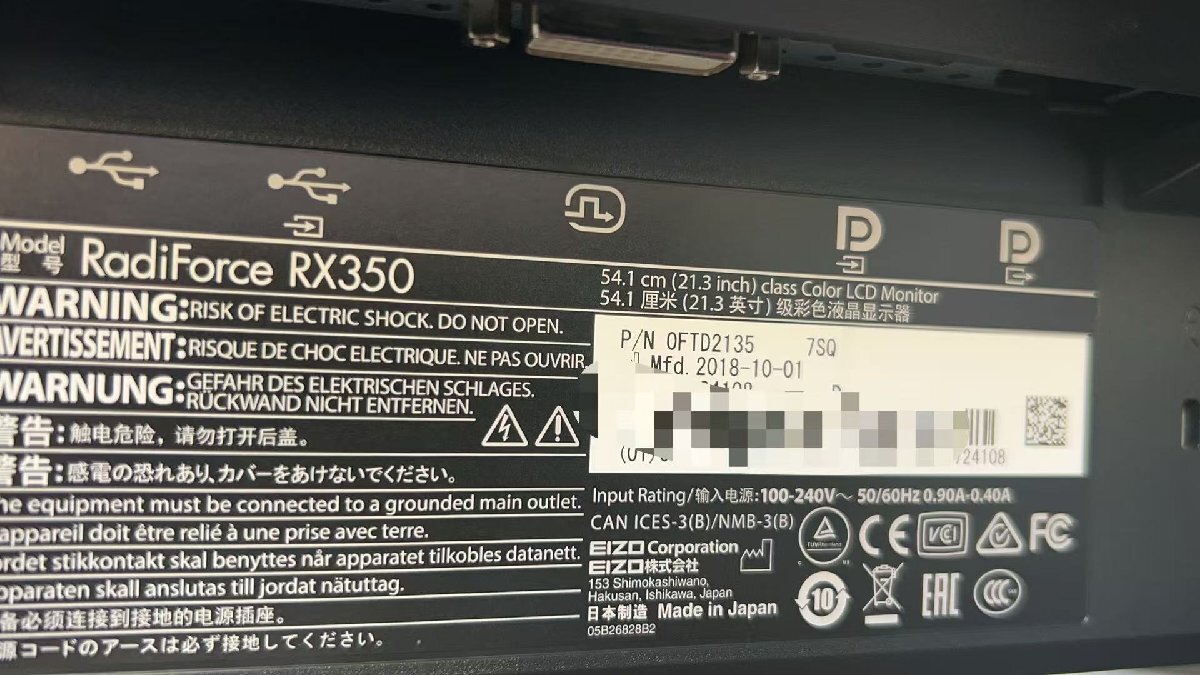 Model
型 号
RadiForce RX350
54.1 cm (21.3 inch) class Color LCD Monitor
54.1 厘米 (21.3 英寸) 级彩色液晶显示器
WARNING:RISK OF ELECTRIC SHOCK. DO NOT OPEN.
AVERTISSEMENT:RISQUE DE CHOC ELECTRIQUE. NE PAS OUVRIR.
WARNUNG:GEFAHR DES ELEKTRISCHEN SCHLAGES.
RÜCKWAND NICHT ENTFERNEN.
警告:触电危险，请勿打开后盖。
警告:感電の恐れあり、カバーをあけないでください。
he equipment must be connected to a grounded main outlet.
appareil doit être relié à une prise avec terre.
rdet stikkontakt skal benyttes når apparatet tilkobles datanett.
pparaten skall anslutas till jordat nätuttag.
备必须连接到接地的电源插座。
源コードのアースは必ず接地してください。
P/N 0FTD2135 7SQ
Mfd. 2018-10-01
24108
Input Rating/输入电源:100-240V～ 50/60Hz 0.90A-0.40A
CAN ICES-3(B)/NMB-3(B)
EIZO Corporation
EIZO株式会社
153 Shimokashiwano,
Hakusan, Ishikawa, Japan
日本制造 Made in Japan
05B26828B2
CE
VCI
FC
10
EAC
CCC